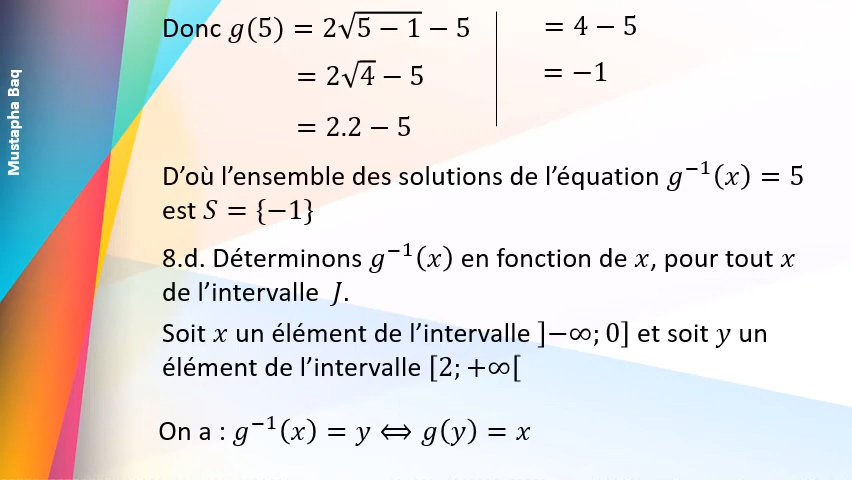 Mustapha Baq
Donc g(5) = 2√(5 − 1) − 5
= 2√4 − 5
= 2.2 − 5
= 4 − 5
= −1
D’où l’ensemble des solutions de l’équation g⁻¹(x) = 5
est S = {−1}
8.d. Déterminons g⁻¹(x) en fonction de x, pour tout x
de l’intervalle J.
Soit x un élément de l’intervalle ]−∞; 0] et soit y un
élément de l’intervalle [2; +∞[
On a : g⁻¹(x) = y ⟺ g(y) = x